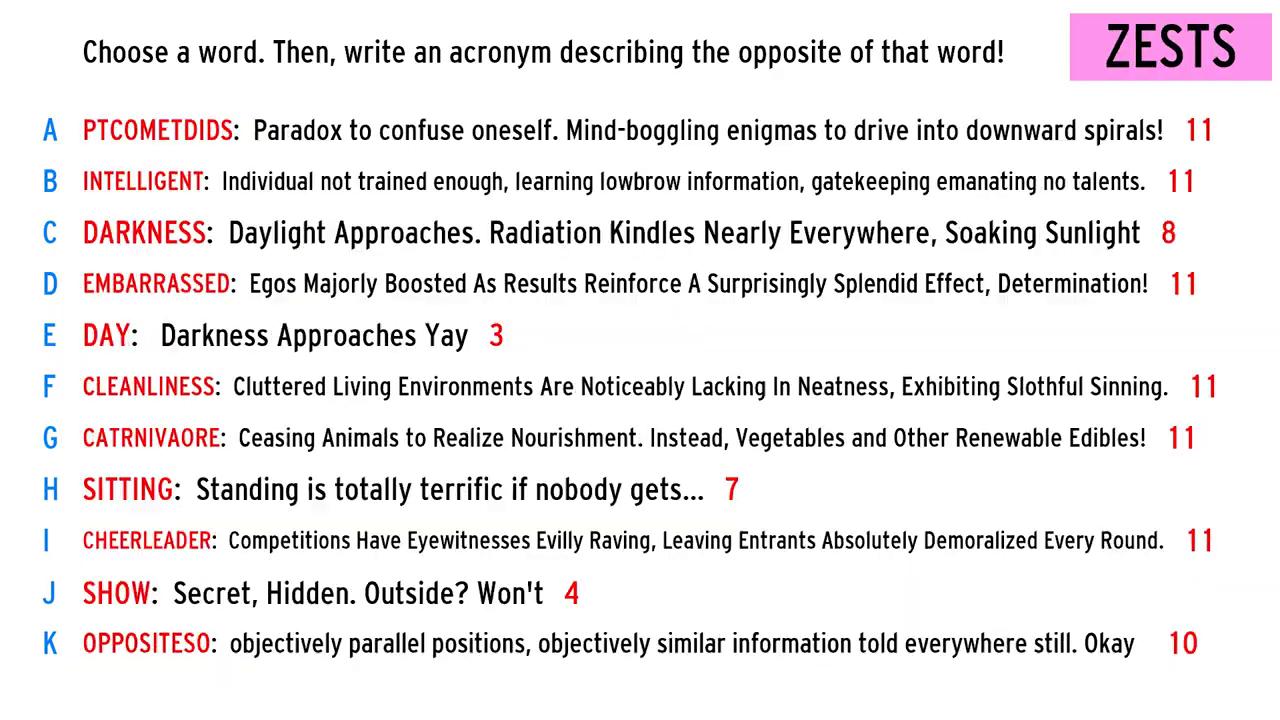 Choose a word. Then, write an acronym describing the opposite of that word!
ZESTS
A PTCOMETDIDS: Paradox to confuse oneself. Mind-boggling enigmas to drive into downward spirals! 11
B INTELLIGENT: Individual not trained enough, learning lowbrow information, gatekeeping emanating no talents. 11
C DARKNESS: Daylight Approaches. Radiation Kindles Nearly Everywhere, Soaking Sunlight 8
D EMBARRASSED: Egos Majorly Boosted As Results Reinforce A Surprisingly Splendid Effect, Determination! 11
E DAY: Darkness Approaches Yay 3
F CLEANLINESS: Cluttered Living Environments Are Noticeably Lacking In Neatness, Exhibiting Slothful Sinning. 11
G CATRNIVAORE: Ceasing Animals to Realize Nourishment. Instead, Vegetables and Other Renewable Edibles! 11
H SITTING: Standing is totally terrific if nobody gets... 7
I CHEERLEADER: Competitions Have Eyewitnesses Evilly Raving, Leaving Entrants Absolutely Demoralized Every Round. 11
J SHOW: Secret, Hidden. Outside? Won't 4
K OPPOSITESO: objectively parallel positions, objectively similar information told everywhere still. Okay 10